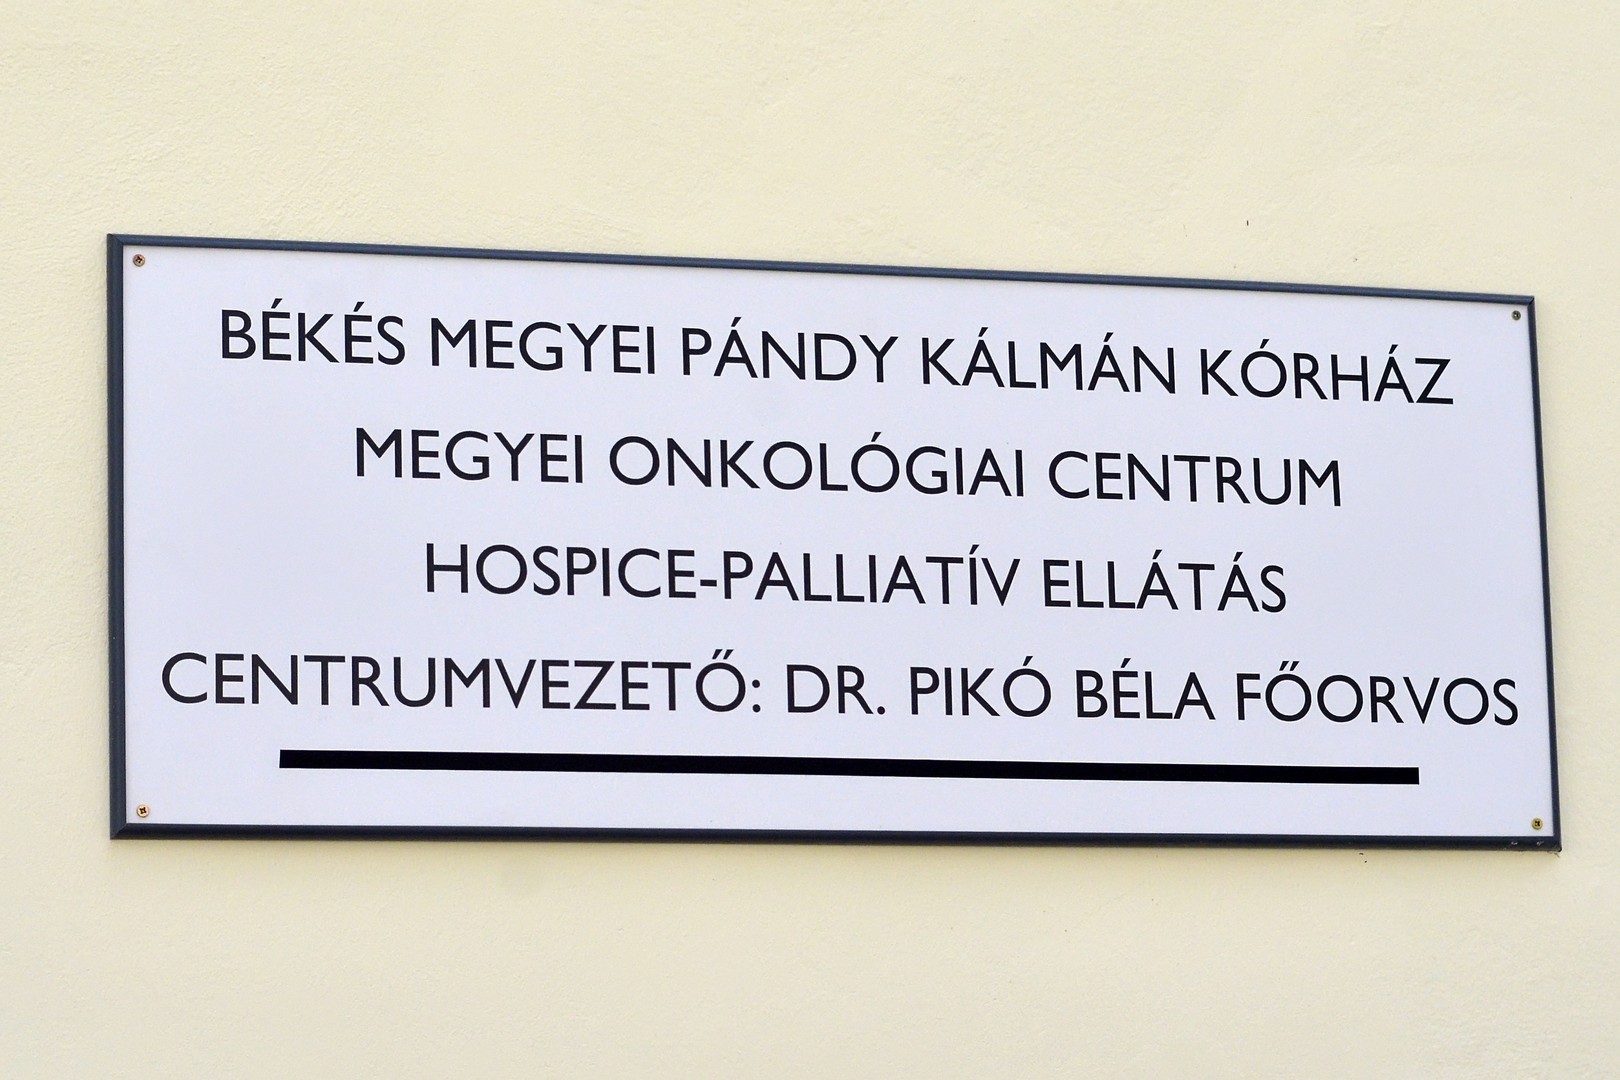 BÉKÉS MEGYEI PÁNDY KÁLMÁN KÓRHÁZ
MEGYEI ONKOLÓGIAI CENTRUM
HOSPICE-PALLIATÍV ELLÁTÁS
CENTRUMVEZETŐ: DR. PIKÓ BÉLA FŐORVOS